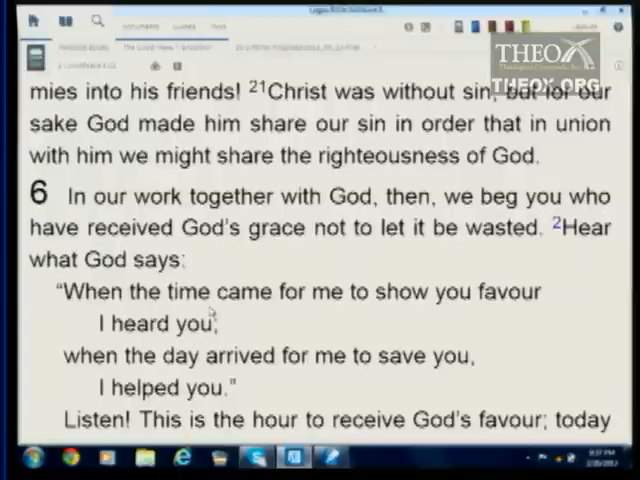 THEO
THEOX.ORG
mies into his friends! 21Christ was without sin, but for our
sake God made him share our sin in order that in union
with him we might share the righteousness of God.
6 In our work together with God, then, we beg you who
have received God's grace not to let it be wasted. 2Hear
what God says:
“When the time came for me to show you favour
I heard you;
when the day arrived for me to save you,
I helped you.”
Listen! This is the hour to receive God's favour; today